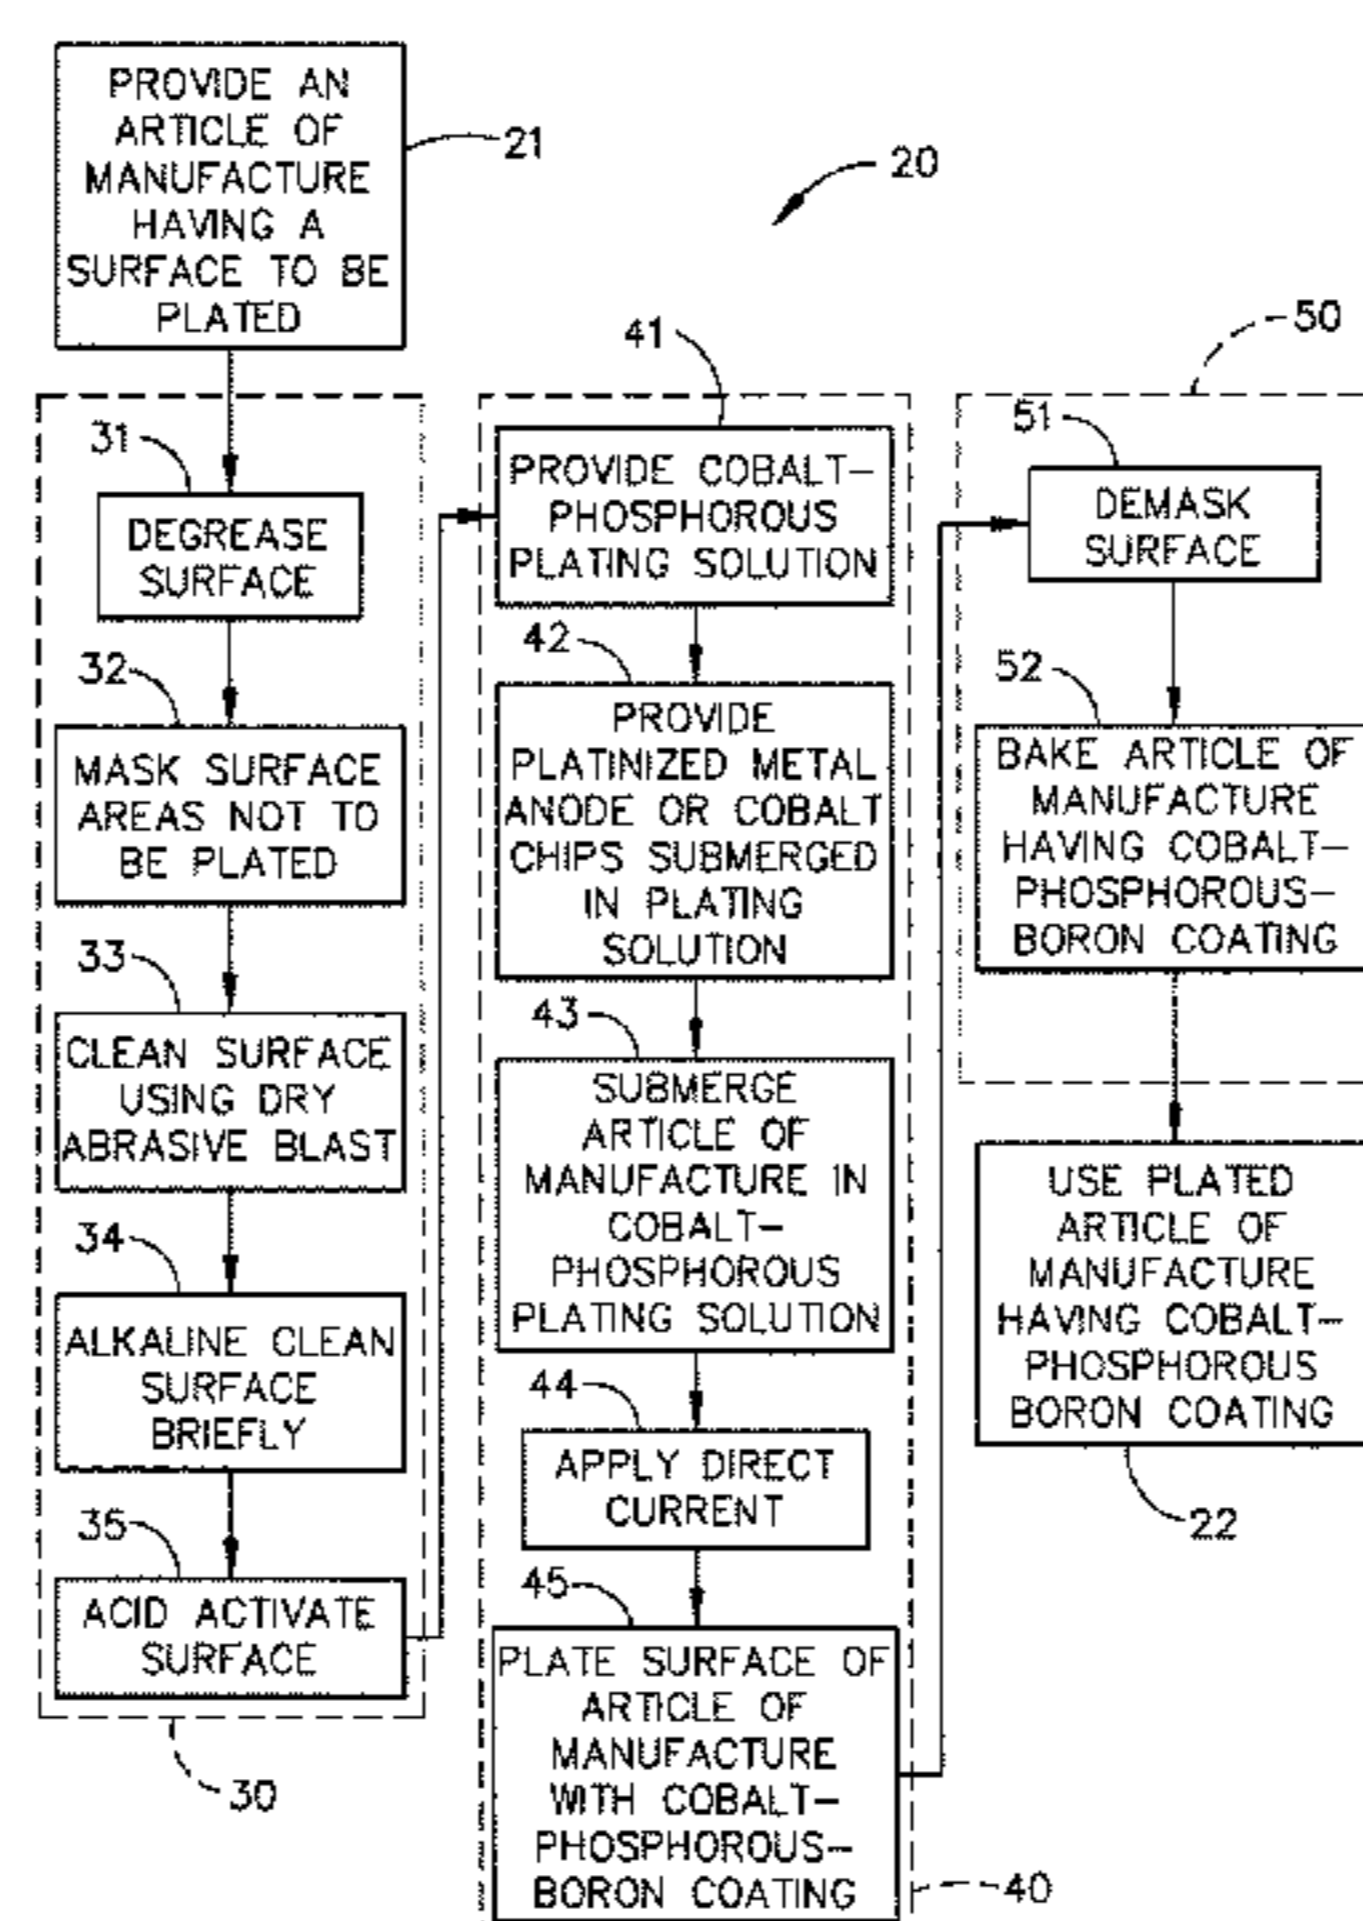 PROVIDE AN
ARTICLE OF
MANUFACTURE
HAVING A
SURFACE TO BE
PLATED
21
20
31
DEGREASE
SURFACE
32
MASK SURFACE
AREAS NOT TO
BE PLATED
33
CLEAN SURFACE
USING DRY
ABRASIVE BLAST
34
ALKALINE CLEAN
SURFACE
BRIEFLY
35
ACID ACTIVATE
SURFACE
30
41
PROVIDE COBALT-
PHOSPHOROUS
PLATING SOLUTION
42
PROVIDE
PLATINIZED METAL
ANODE OR COBALT
CHIPS SUBMERGED
IN PLATING
SOLUTION
43
SUBMERGE
ARTICLE OF
MANUFACTURE IN
COBALT-
PHOSPHOROUS
PLATING SOLUTION
44
APPLY DIRECT
CURRENT
45
PLATE SURFACE OF
ARTICLE OF
MANUFACTURE
WITH COBALT-
PHOSPHOROUS-
BORON COATING
40
50
51
DEMASK
SURFACE
52
BAKE ARTICLE OF
MANUFACTURE
HAVING COBALT-
PHOSPHOROUS-
BORON COATING
USE PLATED
ARTICLE OF
MANUFACTURE
HAVING COBALT-
PHOSPHOROUS
BORON COATING
22